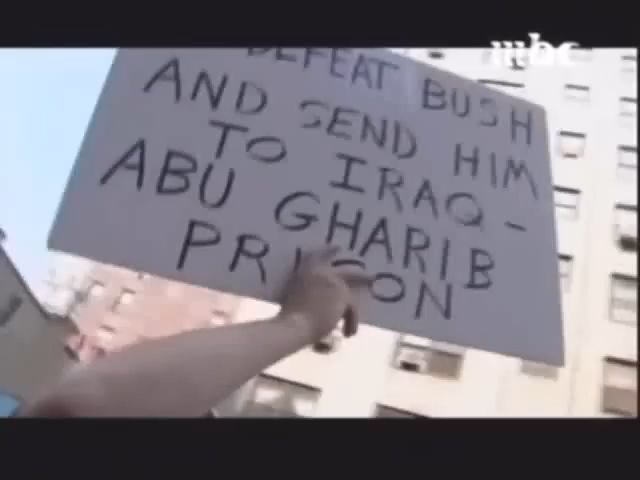 mbc
DEFEAT BUSH
AND SEND HIM
TO IRAQ-
ABU GHARIB
PRISON